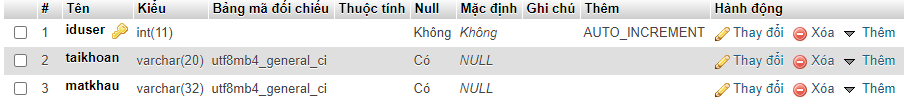 # Tên Kiểu Bảng mã đối chiếu Thuộc tính Null Mặc định Ghi chú Thêm Hành động
1 iduser int(11) Không Không AUTO_INCREMENT Thay đổi Xóa Thêm
2 taikhoan varchar(20) utf8mb4_general_ci Có NULL Thay đổi Xóa Thêm
3 matkhau varchar(32) utf8mb4_general_ci Có NULL Thay đổi Xóa Thêm